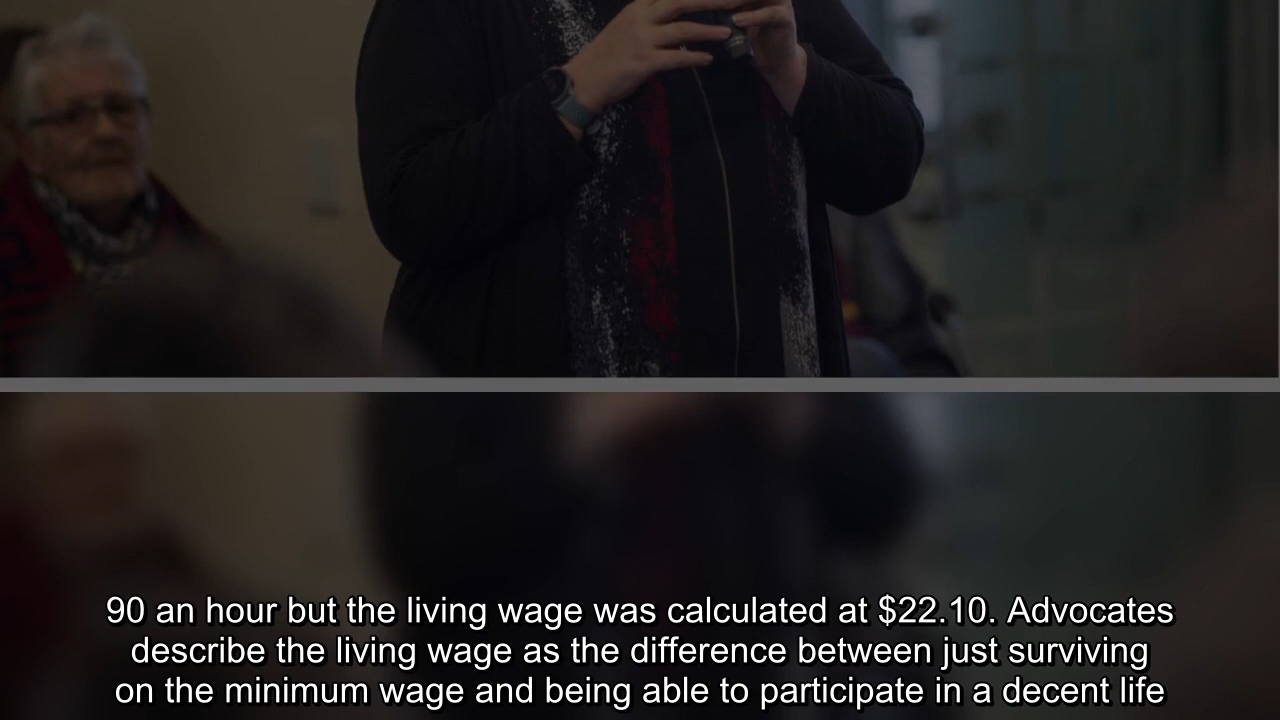 90 an hour but the living wage was calculated at $22.10. Advocates
describe the living wage as the difference between just surviving
on the minimum wage and being able to participate in a decent life